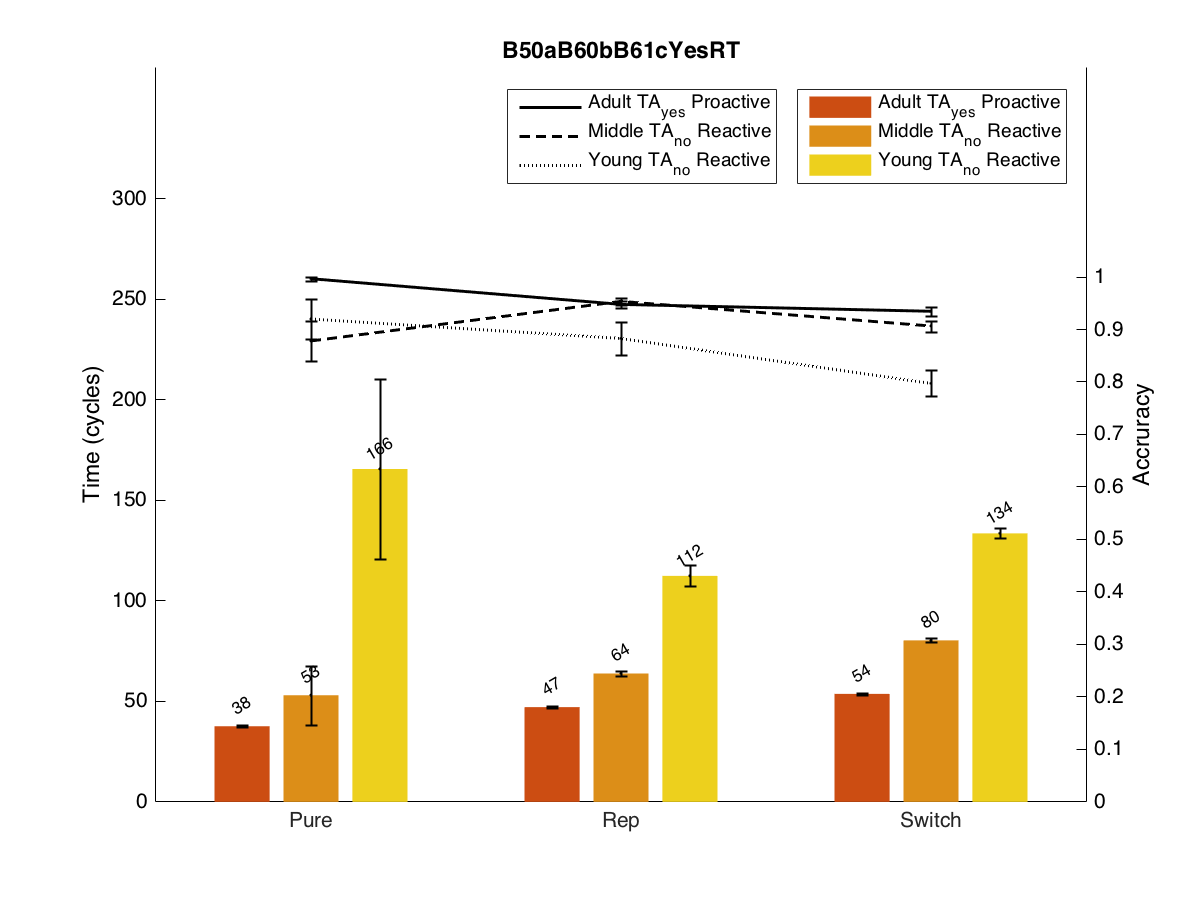 B50aB60bB61cYesRT
Adult TAyes Proactive
Middle TAno Reactive
Young TAno Reactive
Adult TAyes Proactive
Middle TAno Reactive
Young TAno Reactive
Time (cycles)
300
250
200
150
100
50
0
Accruracy
1
0.9
0.8
0.7
0.6
0.5
0.4
0.3
0.2
0.1
0
38
53
166
47
64
112
54
80
134
Pure
Rep
Switch